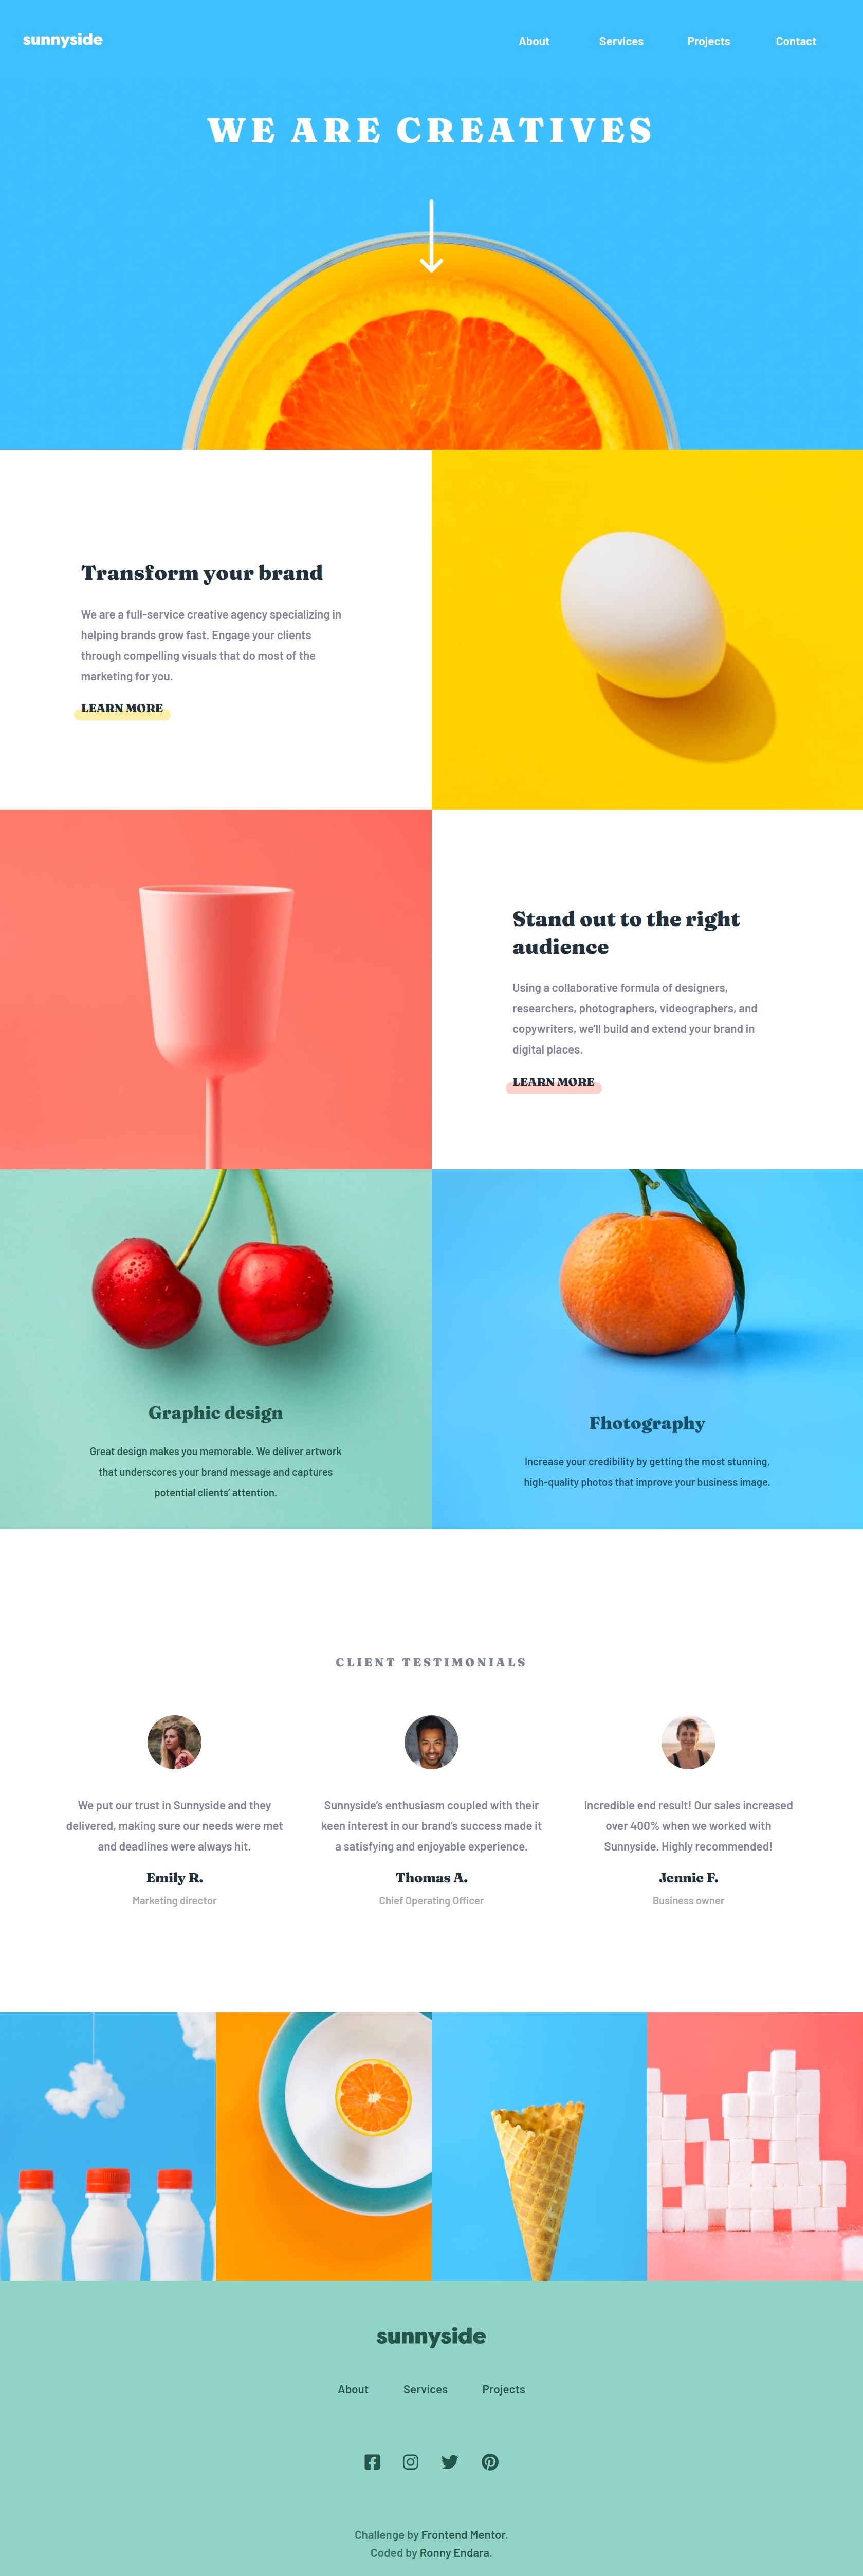 sunnyside
About Services Projects Contact
WE ARE CREATIVES
Transform your brand
We are a full-service creative agency specializing in
helping brands grow fast. Engage your clients
through compelling visuals that do most of the
marketing for you.
LEARN MORE
Stand out to the right
audience
Using a collaborative formula of designers,
researchers, photographers, videographers, and
copywriters, we'll build and extend your brand in
digital places.
LEARN MORE
Graphic design
Great design makes you memorable. We deliver artwork
that underscores your brand message and captures
potential clients' attention.
Fhotography
Increase your credibility by getting the most stunning,
high-quality photos that improve your business image.
CLIENT TESTIMONIALS
We put our trust in Sunnyside and they
delivered, making sure our needs were met
and deadlines were always hit.
Emily R.
Marketing director
Sunnyside's enthusiasm coupled with their
keen interest in our brand's success made it
a satisfying and enjoyable experience.
Thomas A.
Chief Operating Officer
Incredible end result! Our sales increased
over 400% when we worked with
Sunnyside. Highly recommended!
Jennie F.
Business owner
sunnyside
About Services Projects
Challenge by Frontend Mentor.
Coded by Ronny Endara.